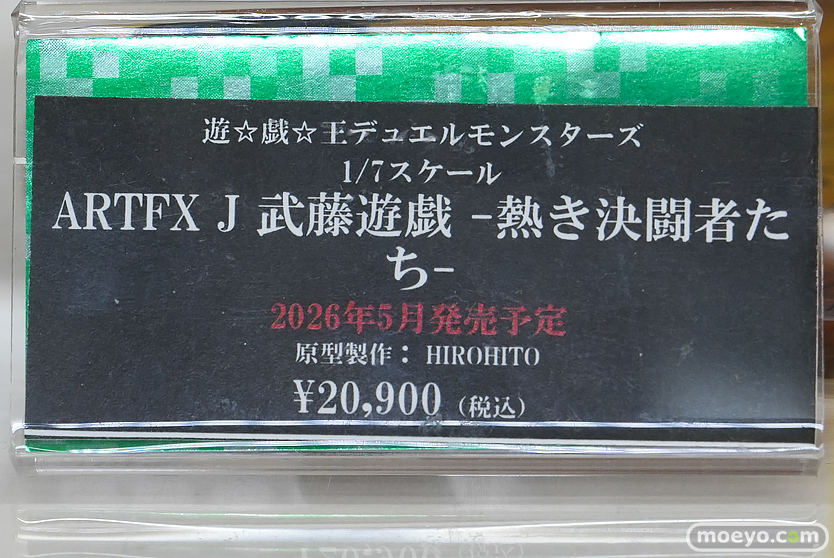 遊☆戯☆王デュエルモンスターズ
1/7スケール
ARTFX J 武藤遊戯 -熱き決闘者た
ち-
2026年5月発売予定
原型製作： HIROHITO
¥20,900（税込）
moeyo.com